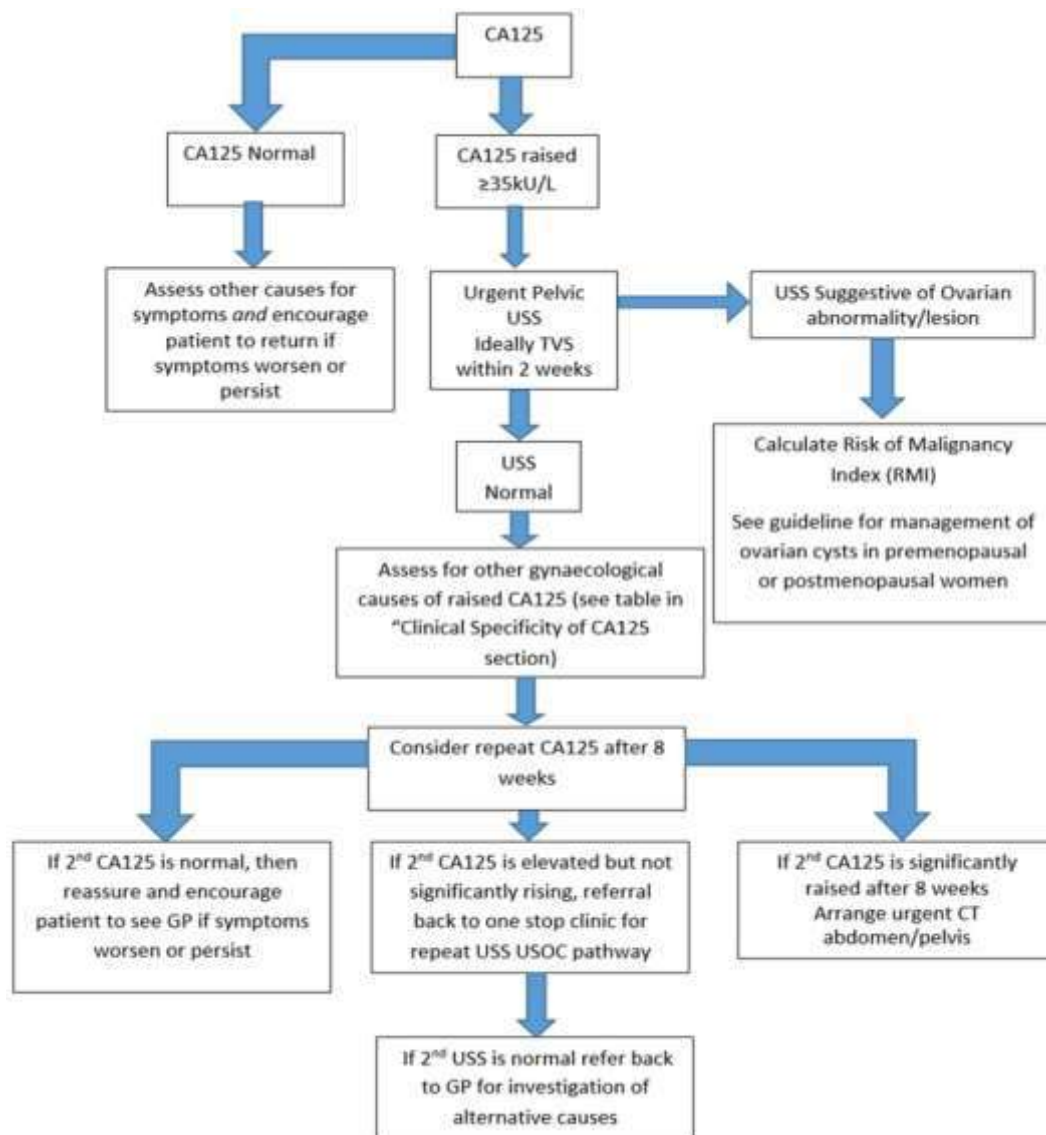 CA125
CA125 Normal
CA125 raised
≥35kU/L
Assess other causes for
symptoms and encourage
patient to return if
symptoms worsen or
persist
Urgent Pelvic
USS
Ideally TVS
within 2 weeks
USS Suggestive of Ovarian
abnormality/lesion
Calculate Risk of Malignancy
Index (RMI)
See guideline for management of
ovarian cysts in premenopausal
or postmenopausal women
USS
Normal
Assess for other gynaecological
causes of raised CA125 (see table in
“Clinical Specificity of CA125
section)
Consider repeat CA125 after 8
weeks
If 2nd CA125 is normal, then
reassure and encourage
patient to see GP if symptoms
worsen or persist
If 2nd CA125 is elevated but not
significantly rising, referral
back to one stop clinic for
repeat USS USOC pathway
If 2nd CA125 is significantly
raised after 8 weeks
Arrange urgent CT
abdomen/pelvis
If 2nd USS is normal refer back
to GP for investigation of
alternative causes